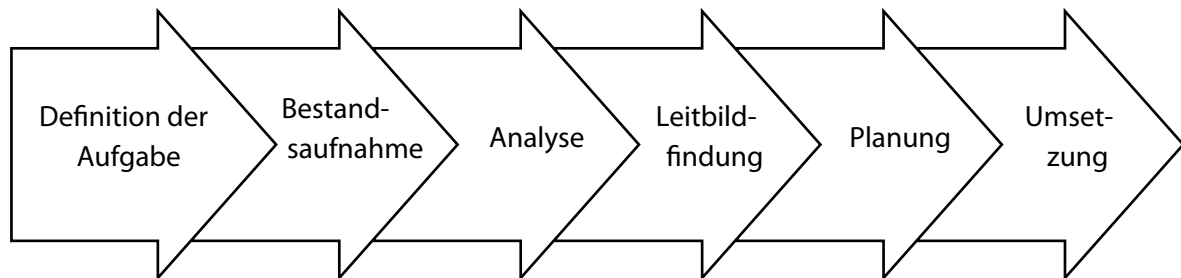 Definition der
Aufgabe
Bestand-
saufnahme
Analyse
Leitbild-
findung
Planung
Umset-
zung